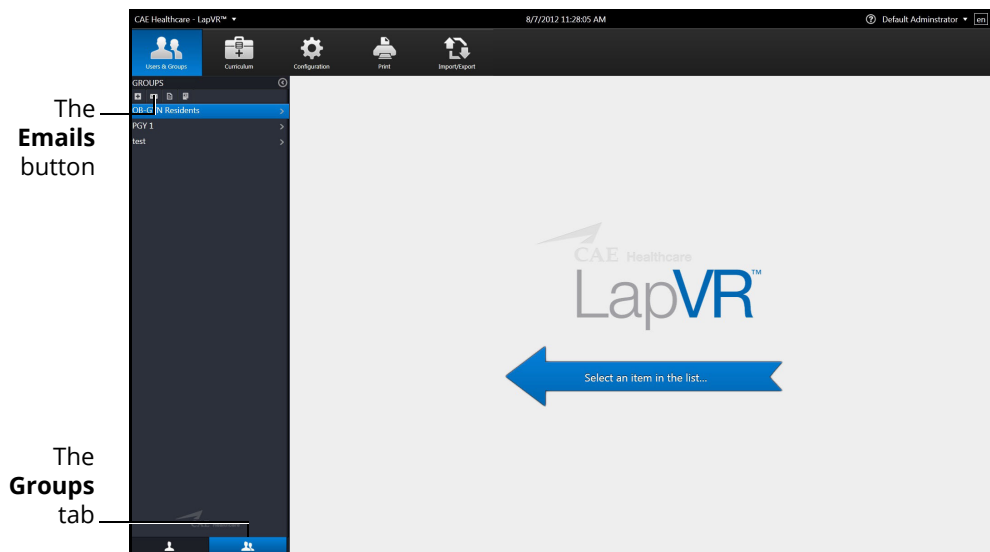 CAE Healthcare - LapVR™
8/7/2012 11:28:05 AM
Default Adminstrator
en
Users & Groups
Curriculum
Configuration
Print
Import/Export
GROUPS
OB-GYN Residents
PGY 1
test
The
Emails
button
CAE Healthcare
LapVR™
Select an item in the list...
The
Groups
tab
CAE Healthcare